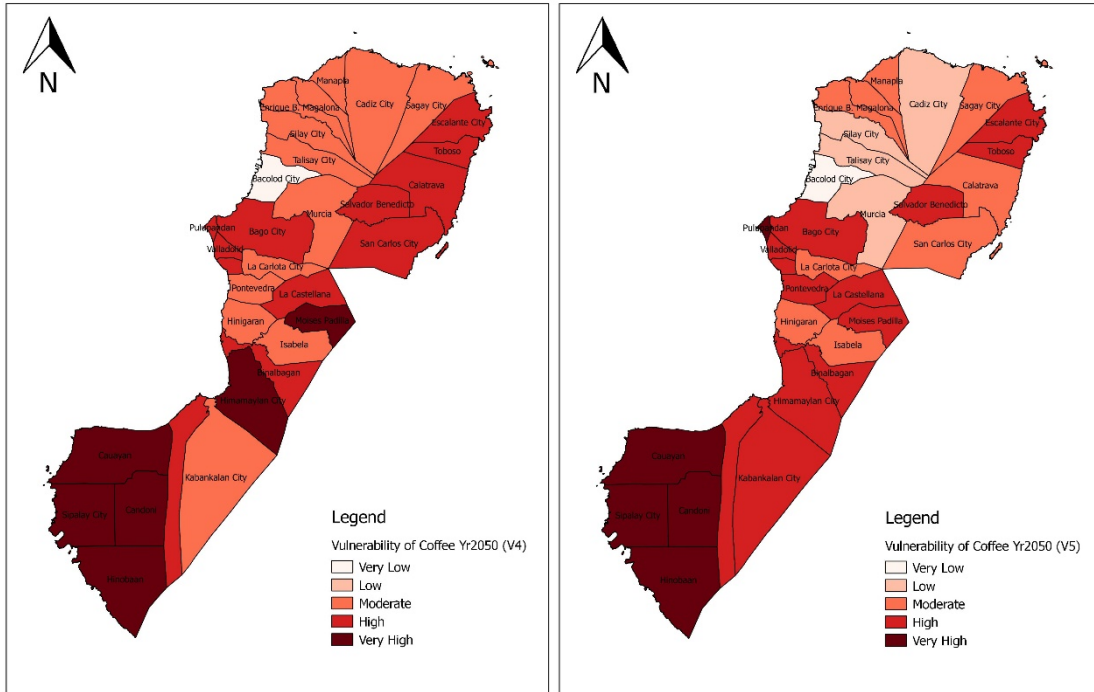 N
Manapla
Cadiz City
Sagay City
Enrique B. Magalona
Escalante City
Silay City
Toboso
Talisay City
Bacolod City
Calatrava
Salvador Benedicto
Murcia
Pulupandan
Bago City
San Carlos City
Valladolid
La Carlota City
Pontevedra
La Castellana
Hinigaran
Moises Padilla
Isabela
Binalbagan
Himamaylan City
Cauayan
Kabankalan City
Sipalay City
Candoni
Hinobaan
Legend
Vulnerability of Coffee Yr2050 (V4)
Very Low
Low
Moderate
High
Very High
N
Manapla
Cadiz City
Sagay City
Enrique B. Magalona
Escalante City
Silay City
Toboso
Talisay City
Bacolod City
Calatrava
Salvador Benedicto
Murcia
Pulupandan
Bago City
San Carlos City
Valladolid
La Carlota City
Pontevedra
La Castellana
Hinigaran
Moises Padilla
Isabela
Binalbagan
Himamaylan City
Cauayan
Kabankalan City
Sipalay City
Candoni
Hinobaan
Legend
Vulnerability of Coffee Yr2050 (V5)
Very Low
Low
Moderate
High
Very High